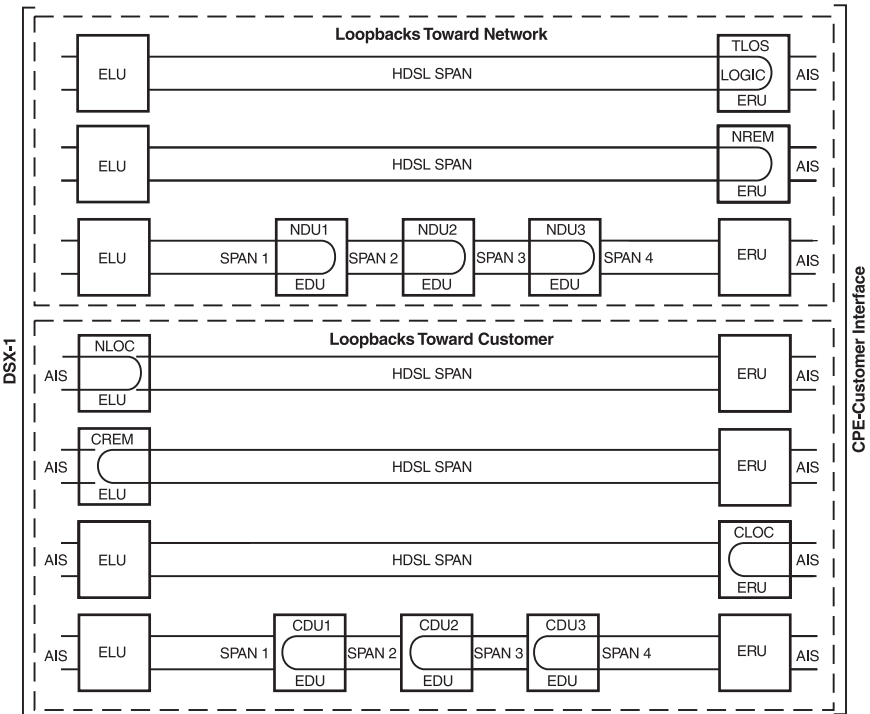 Loopbacks Toward Network
TLOS
ELU
HDSL SPAN
LOGIC
AIS
ERU
NREM
ELU
HDSL SPAN
AIS
ERU
NDU1
NDU2
NDU3
ELU
SPAN 1
SPAN 2
SPAN 3
SPAN 4
ERU
AIS
EDU
EDU
EDU
DSX-1
CPE-Customer Interface
Loopbacks Toward Customer
NLOC
AIS
HDSL SPAN
ERU
AIS
ELU
CREM
AIS
HDSL SPAN
ERU
AIS
ELU
CLOC
AIS
ELU
HDSL SPAN
AIS
ERU
CDU1
CDU2
CDU3
AIS
ELU
SPAN 1
SPAN 2
SPAN 3
SPAN 4
ERU
AIS
EDU
EDU
EDU